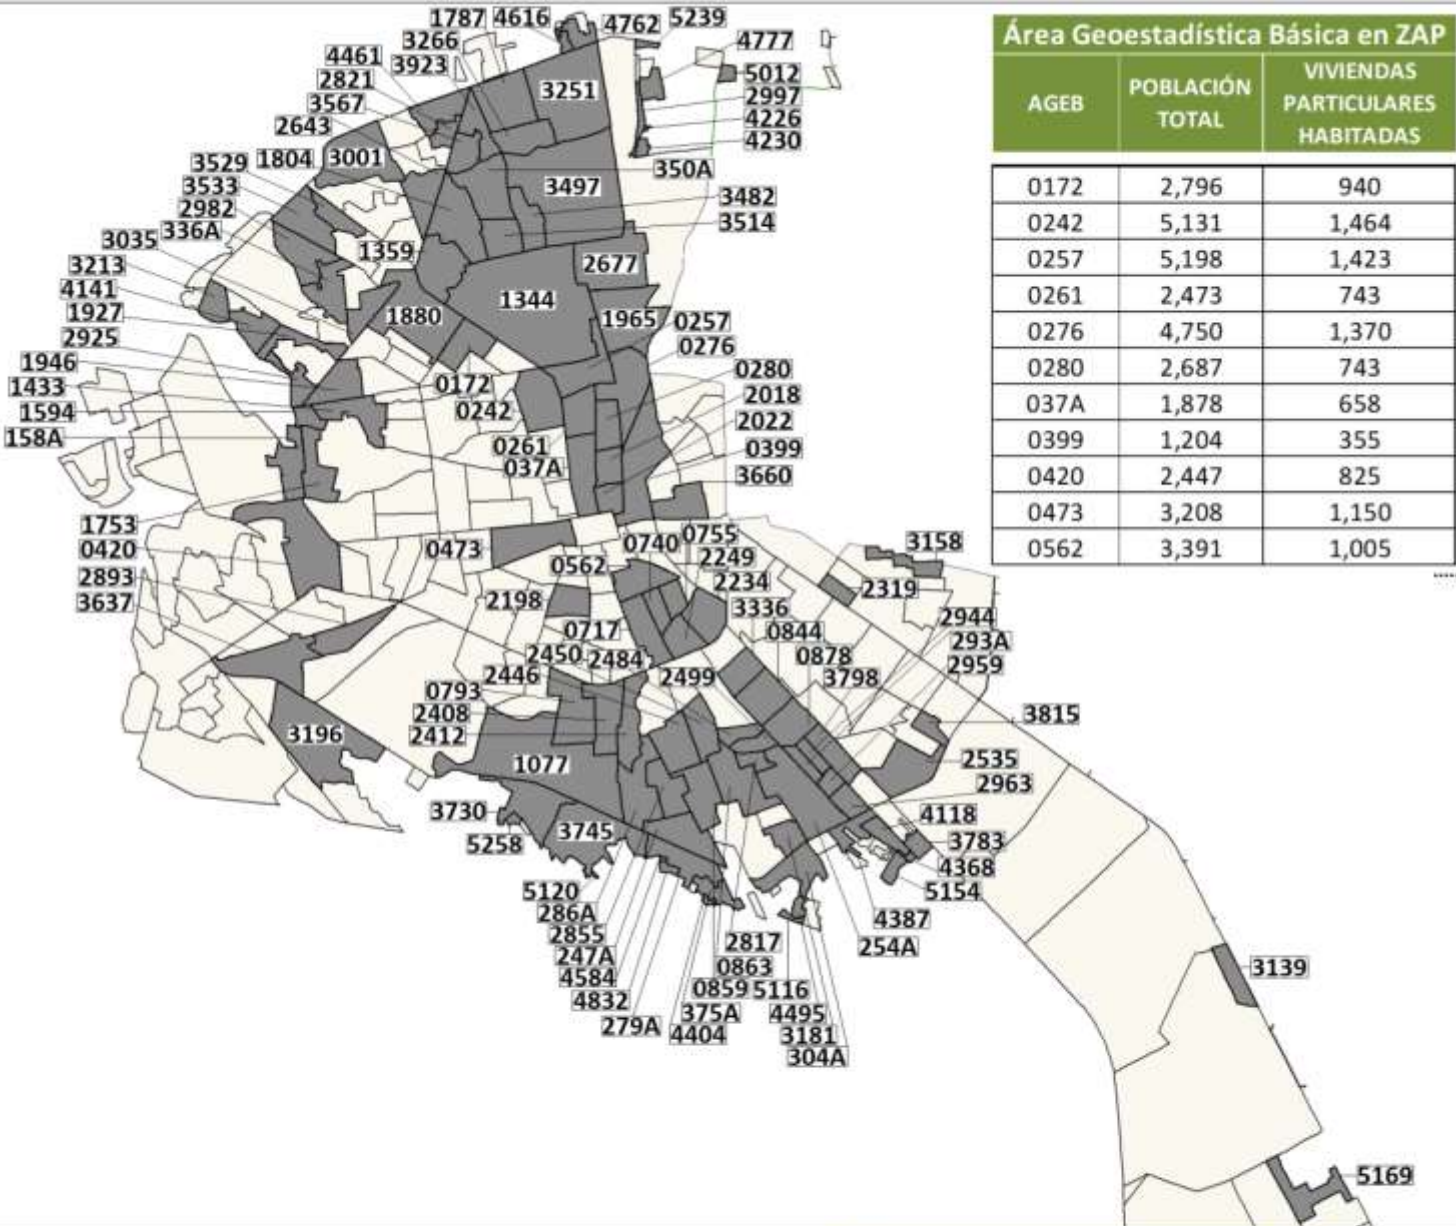 1787 4616 4762 5239
3266 4777
4461 3923 5012
2821 3251 2997
3567 4226
2643 4230
3529 1804 3001 350A
3533 3497 3482
2982 3514
336A
3035 1359
3213 2677
4141 1344
1927 1880 1965 0257
2925 0276
1946 0172 0280
1433 0242 2018
1594 2022
158A 0261 0399
037A 3660
1753
0420 0473 0740 0755 3158
0562 2249
2893 2234 2319
3637 2198 3336 2944
0717 0844 293A
2450 2484 0878 2959
2446 2499 3798
0793
2408 3815
2412
3196 1077 2535
2963
3730 3745 4118
5258 3783
4368
5120 5154
286A 4387
2855 2817 254A
247A 0863
4584 0859 5116 3139
4832 375A 4495
279A 4404 3181
304A
5169
Área Geoestadística Básica en ZAP
AGEB POBLACIÓN TOTAL VIVIENDAS PARTICULARES HABITADAS
0172 2,796 940
0242 5,131 1,464
0257 5,198 1,423
0261 2,473 743
0276 4,750 1,370
0280 2,687 743
037A 1,878 658
0399 1,204 355
0420 2,447 825
0473 3,208 1,150
0562 3,391 1,005
.....